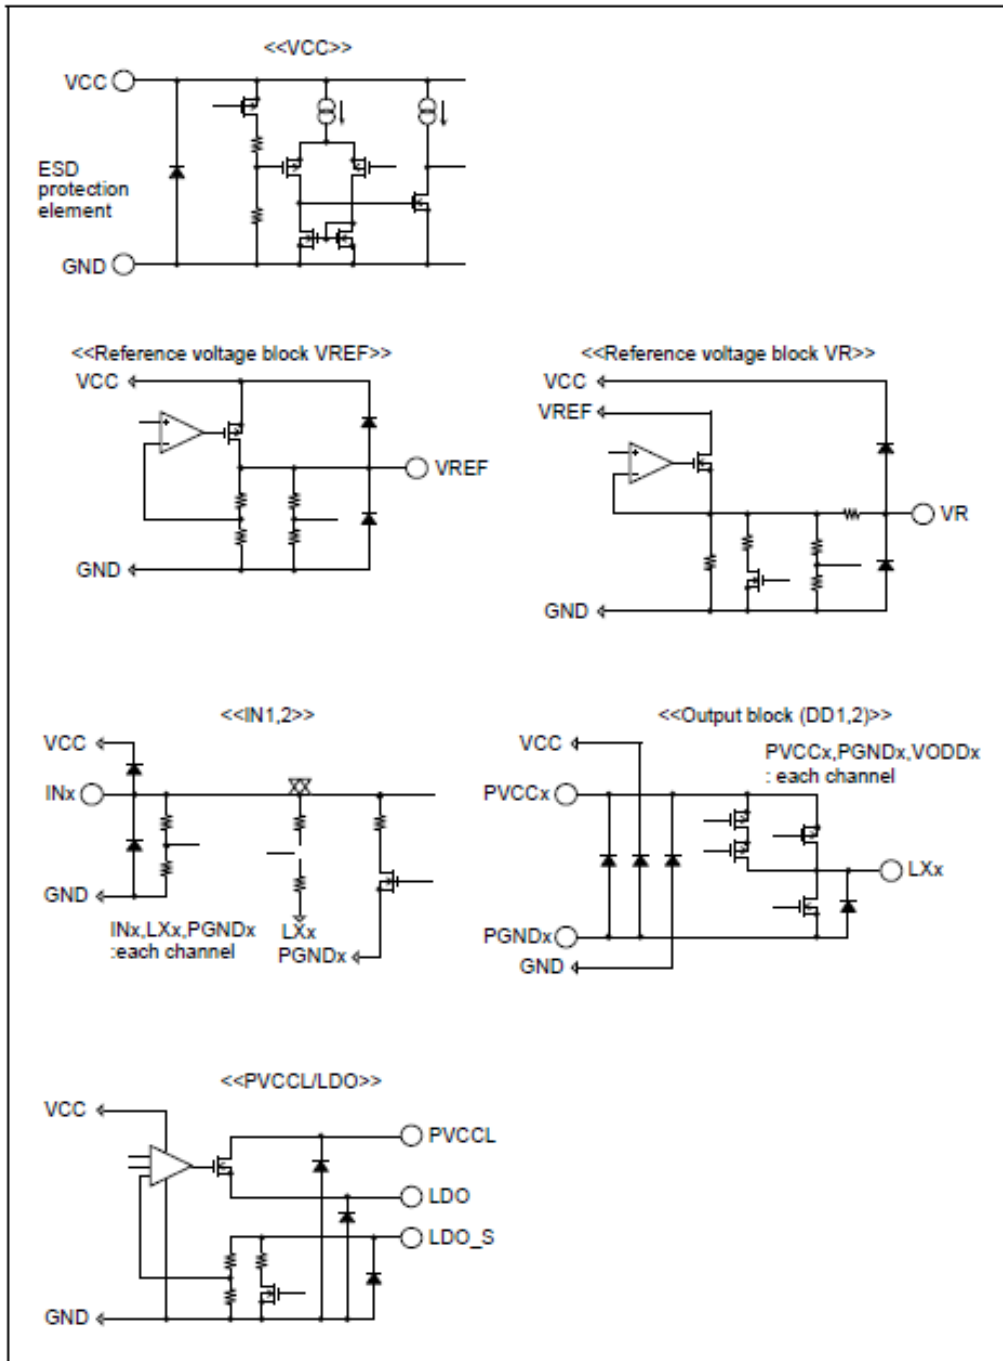 <<VCC>>
VCC
ESD
protection
element
GND
<<Reference voltage block VREF>>
VCC
VREF
GND
<<Reference voltage block VR>>
VCC
VREF
VR
GND
<<IN1,2>>
VCC
INx
GND
INx,LXx,PGNDx
:each channel
LXx
PGNDx
<<Output block (DD1,2)>>
VCC
PVCCx,PGNDx,VODDx
: each channel
PVCCx
LXx
PGNDx
GND
<<PVCCL/LDO>>
VCC
PVCCL
LDO
LDO_S
GND